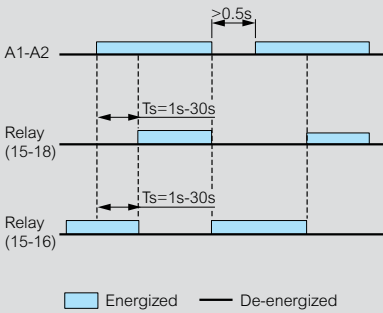 >0.5s
A1-A2
Ts=1s-30s
Relay
(15-18)
Ts=1s-30s
Relay
(15-16)
Energized
De-energized